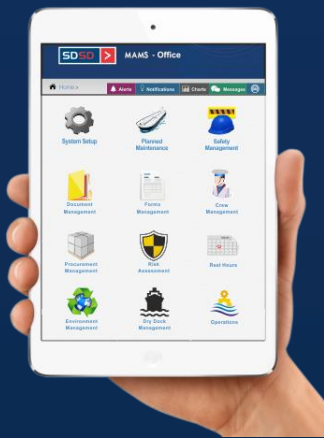 SDSD > MAMS - Office
Home >
Alerts
Notifications
Charts
Messages
System Setup
Planned
Maintenance
Safety
Management
Document
Management
Forms
Management
Crew
Management
Procurement
Management
Risk
Assessment
Rest Hours
Environment
Management
Dry Dock
Management
Operations